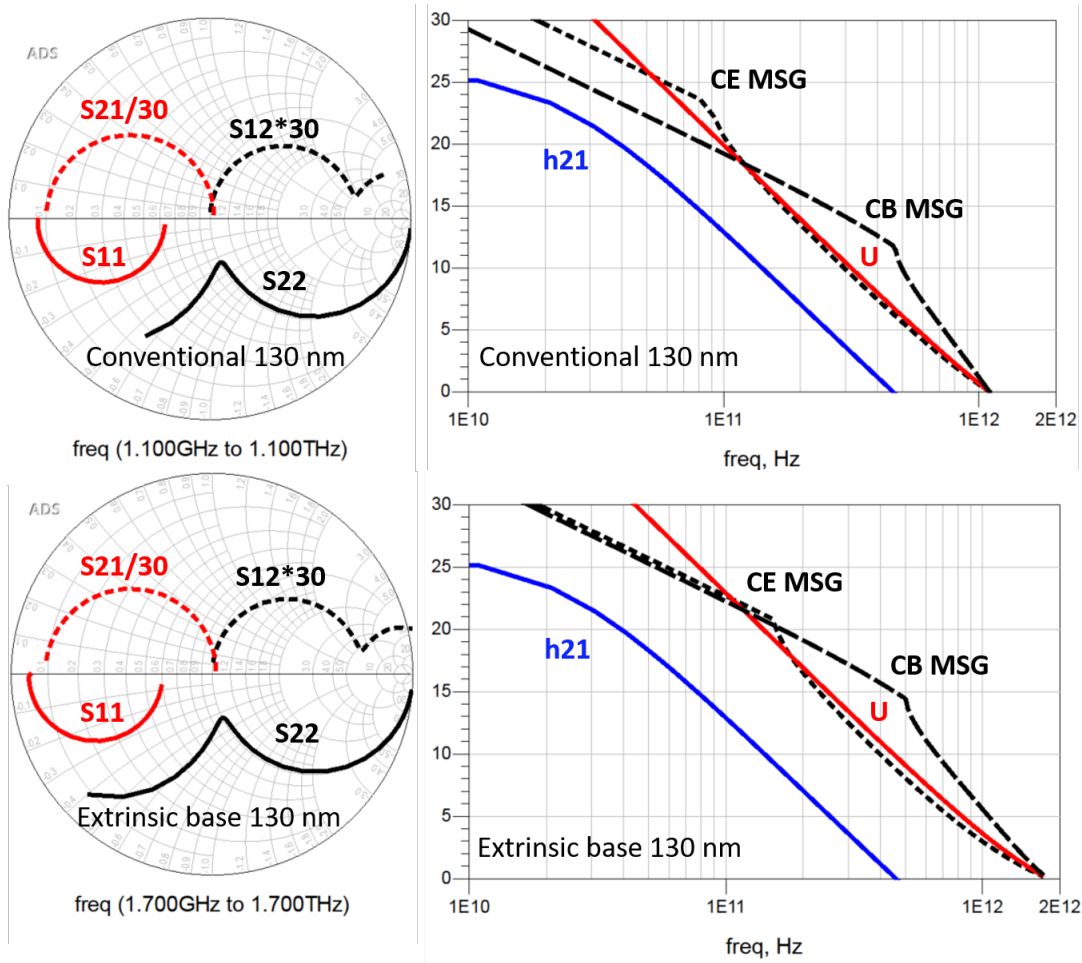 ADS
S21/30
S12*30
S11
S22
Conventional 130 nm
freq (1.100GHz to 1.100THz)
30
25
20
15
10
5
0
CE MSG
h21
CB MSG
U
Conventional 130 nm
1E10
1E11
1E12
2E12
freq, Hz
ADS
S21/30
S12*30
S11
S22
Extrinsic base 130 nm
freq (1.700GHz to 1.700THz)
30
25
20
15
10
5
0
CE MSG
h21
CB MSG
U
Extrinsic base 130 nm
1E10
1E11
1E12
2E12
freq, Hz